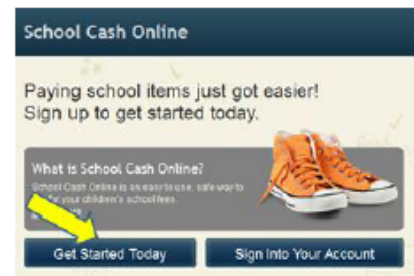 School Cash Online
Paying school items just got easier!
Sign up to get started today.
What is School Cash Online?
School Cash Online is an easy to use, safe way to
for your children's school fees.
Get Started Today
Sign Into Your Account